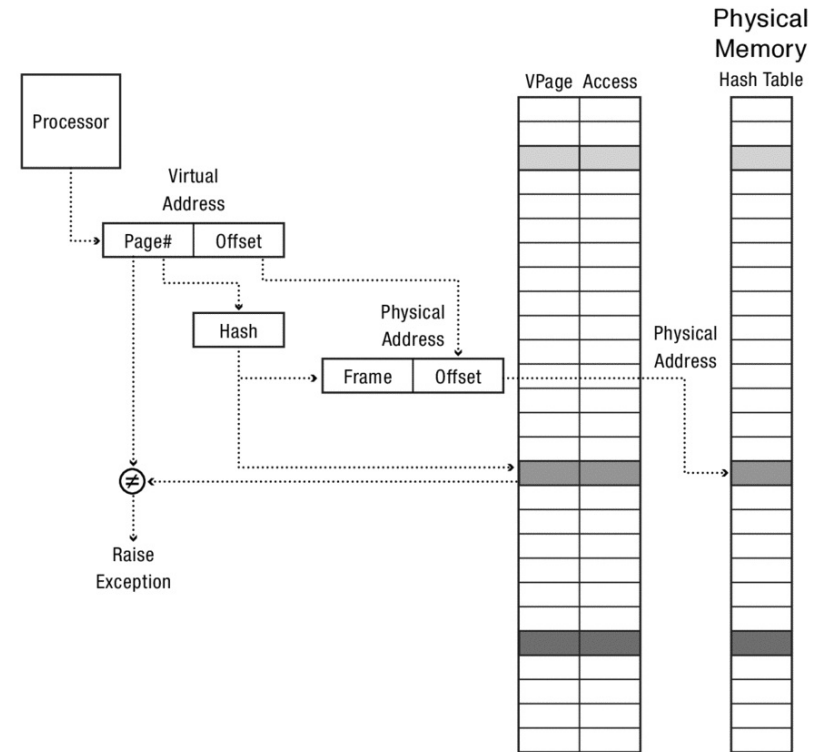 Physical
Memory
VPage Access Hash Table
Processor
Virtual
Address
Page# Offset
Hash
Physical
Address
Frame Offset
Physical
Address
≠
Raise
Exception